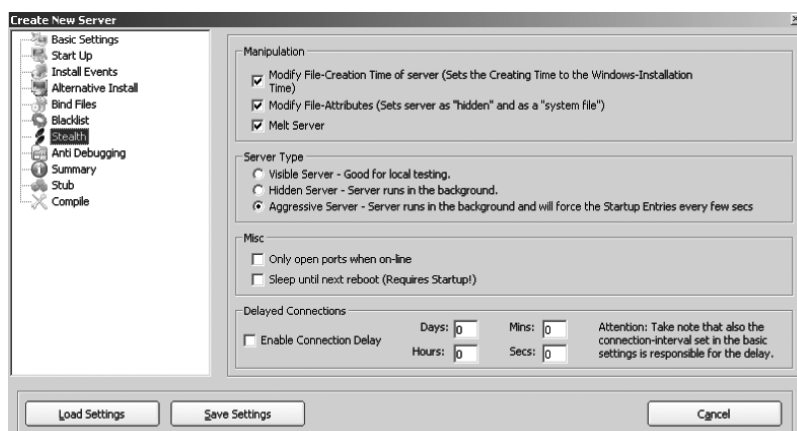 Create New Server
Basic Settings
Start Up
Install Events
Alternative Install
Bind Files
Blacklist
Stealth
Anti Debugging
Summary
Stub
Compile
Manipulation
Modify File-Creation Time of server (Sets the Creating Time to the Windows-Installation
Time)
Modify File-Attributes (Sets server as "hidden" and as a "system file")
Melt Server
Server Type
Visible Server - Good for local testing.
Hidden Server - Server runs in the background.
Aggressive Server - Server runs in the background and will force the Startup Entries every few secs
Misc
Only open ports when on-line
Sleep until next reboot (Requires Startup!)
Delayed Connections
Enable Connection Delay
Days: 0
Mins: 0
Hours: 0
Secs: 0
Attention: Take note that also the
connection-interval set in the basic
settings is responsible for the delay.
Load Settings
Save Settings
Cancel